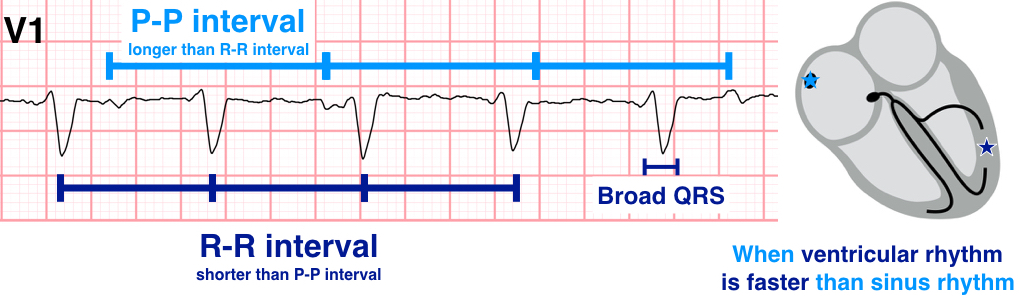 V1
P-P interval
longer than R-R interval
Broad QRS
R-R interval
shorter than P-P interval
When ventricular rhythm
is faster than sinus rhythm